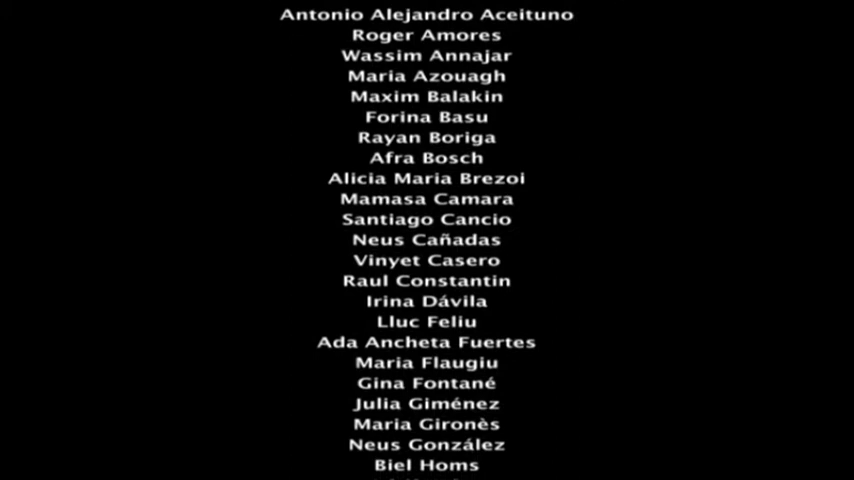 Antonio Alejandro Aceituno
Roger Amores
Wassim Annajar
Maria Azouagh
Maxim Balakin
Forina Basu
Rayan Boriga
Afra Bosch
Alicia Maria Brezoi
Mamasa Camara
Santiago Cancio
Neus Cañadas
Vinyet Casero
Raul Constantin
Irina Dávila
Lluc Feliu
Ada Ancheta Fuertes
Maria Flaugiu
Gina Fontané
Julia Giménez
Maria Gironès
Neus González
Biel Homs